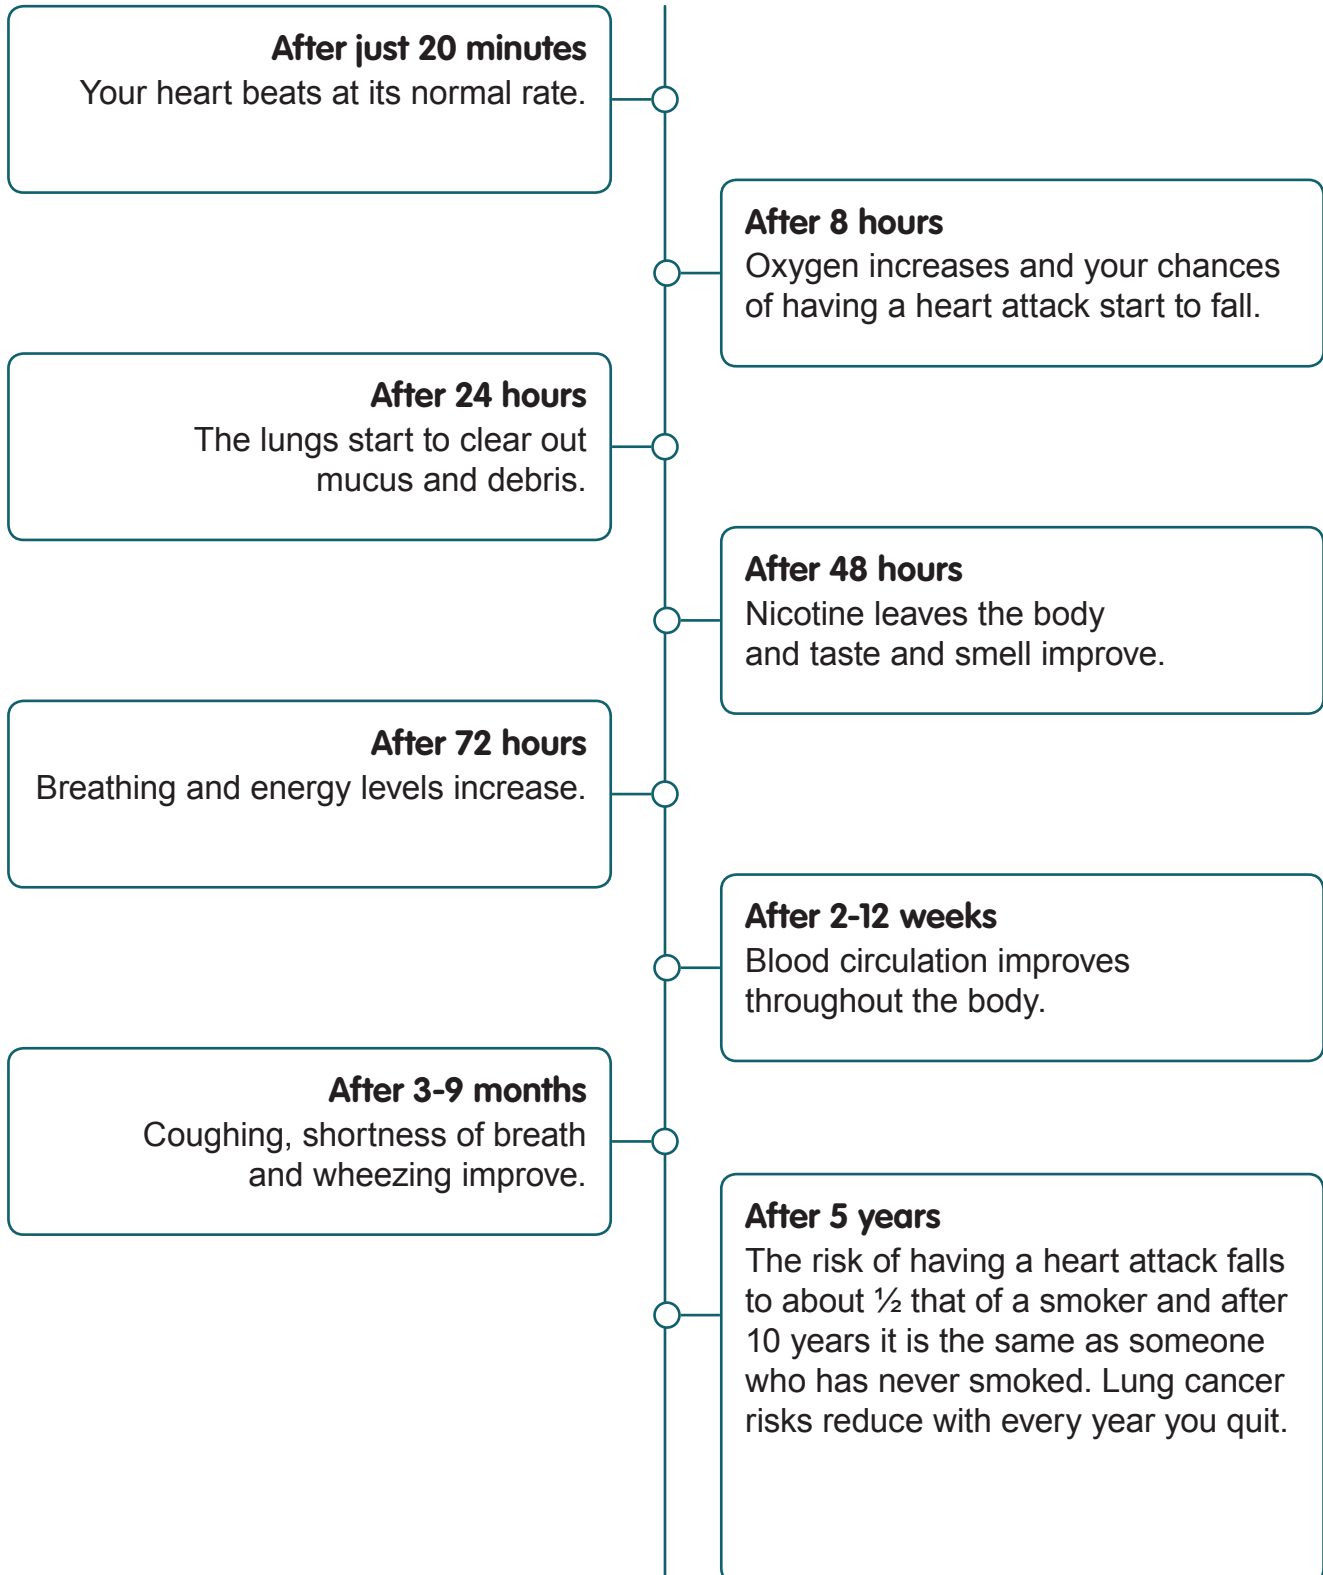 After just 20 minutes
Your heart beats at its normal rate.
After 8 hours
Oxygen increases and your chances
of having a heart attack start to fall.
After 24 hours
The lungs start to clear out
mucus and debris.
After 48 hours
Nicotine leaves the body
and taste and smell improve.
After 72 hours
Breathing and energy levels increase.
After 2-12 weeks
Blood circulation improves
throughout the body.
After 3-9 months
Coughing, shortness of breath
and wheezing improve.
After 5 years
The risk of having a heart attack falls
to about ½ that of a smoker and after
10 years it is the same as someone
who has never smoked. Lung cancer
risks reduce with every year you quit.